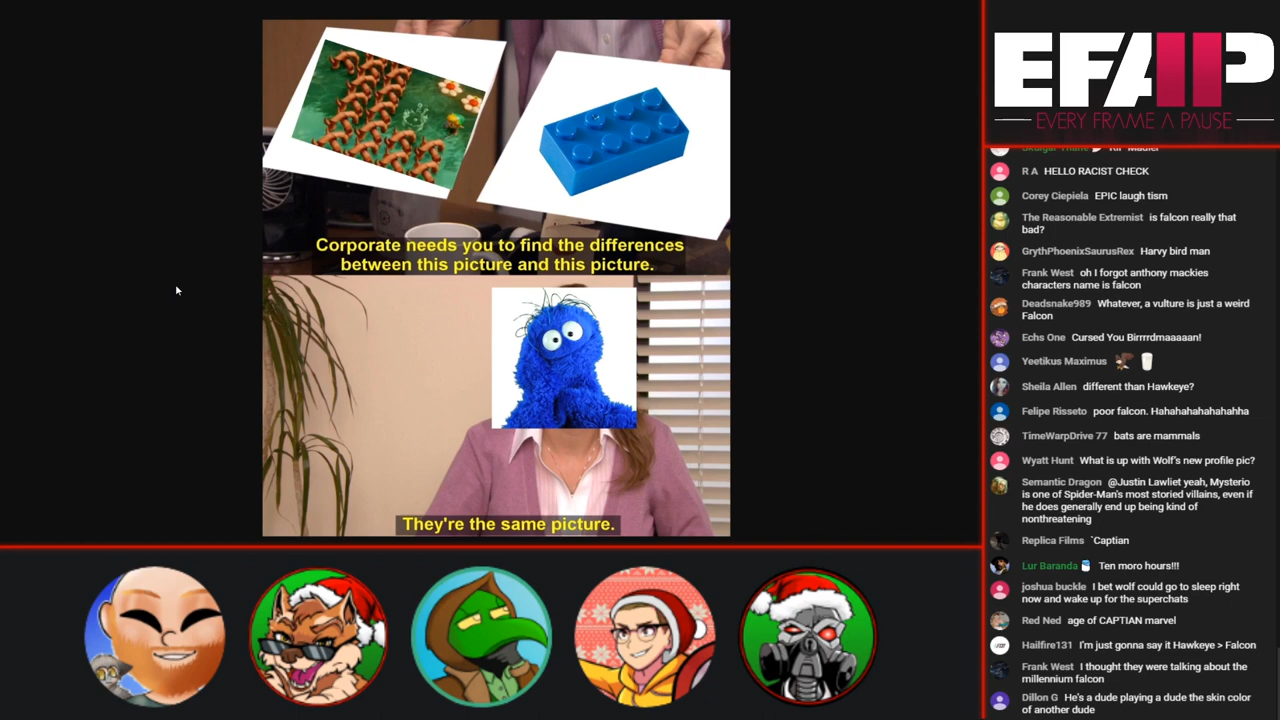 Corporate needs you to find the differences
between this picture and this picture.
They're the same picture.
EFAP
EVERY FRAME A PAUSE
R A HELLO RACIST CHECK
Corey Ciepiela EPIC laugh tism
The Reasonable Extremist is falcon really that
bad?
GrythPhoenixSaurusRex Harvy bird man
Frank West oh I forgot anthony mackies
characters name is falcon
Deadsnake989 Whatever, a vulture is just a weird
Falcon
Echs One Cursed You Birrrrdmaaaaan!
Yeetikus Maximus
Sheila Allen different than Hawkeye?
Felipe Risseto poor falcon. Hahahahahahahha
TimeWarpDrive 77 bats are mammals
Wyatt Hunt What is up with Wolf's new profile pic?
Semantic Dragon @Justin Lawliet yeah, Mysterio
is one of Spider-Man's most storied villains, even if
he does generally end up being kind of
nonthreatening
Replica Films `Captian
Lur Baranda Ten moro hours!!!
joshua buckle I bet wolf could go to sleep right
now and wake up for the superchats
Red Ned age of CAPTIAN marvel
Hailfire131 I'm just gonna say it Hawkeye > Falcon
Frank West I thought they were talking about the
millennium falcon
Dillon G He's a dude playing a dude the skin color
of another dude